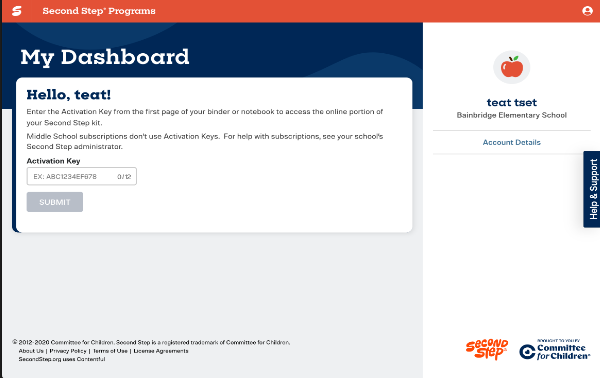 Second Step® Programs
My Dashboard
Hello, teat!
Enter the Activation Key from the first page of your binder or notebook to access the online portion of
your Second Step kit.
Middle School subscriptions don't use Activation Keys. For help with subscriptions, see your school's
Second Step administrator.
Activation Key
EX: ABC1234EF678 0/12
SUBMIT
teat tset
Bainbridge Elementary School
Account Details
Help & Support
© 2012-2020 Committee for Children. Second Step is a registered trademark of Committee for Children.
About Us | Privacy Policy | Terms of Use | License Agreements
SecondStep.org uses Contentful
SECOND
STEP
BROUGHT TO YOU BY
Committee
for Children®